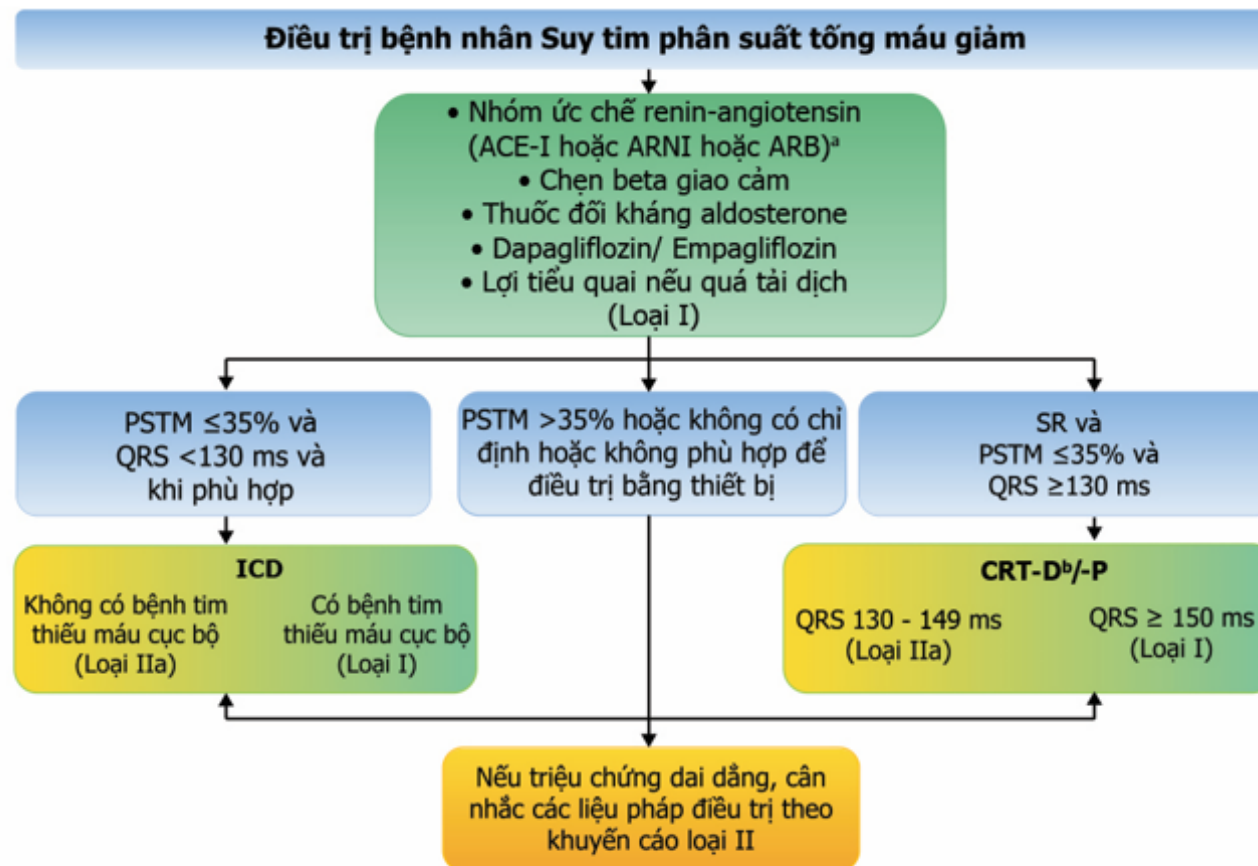 Điều trị bệnh nhân Suy tim phân suất tống máu giảm
• Nhóm ức chế renin-angiotensin
(ACE-I hoặc ARNI hoặc ARB)ᵃ
• Chẹn beta giao cảm
• Thuốc đối kháng aldosterone
• Dapagliflozin/ Empagliflozin
• Lợi tiểu quai nếu quá tải dịch
(Loại I)
PSTM ≤35% và
QRS <130 ms và
khi phù hợp
PSTM >35% hoặc không có chỉ
định hoặc không phù hợp để
điều trị bằng thiết bị
SR và
PSTM ≤35% và
QRS ≥130 ms
ICD
Không có bệnh tim
thiếu máu cục bộ
(Loại IIa)
Có bệnh tim
thiếu máu cục bộ
(Loại I)
CRT-Dᵇ/-P
QRS 130 - 149 ms
(Loại IIa)
QRS ≥ 150 ms
(Loại I)
Nếu triệu chứng dai dẳng, cân
nhắc các liệu pháp điều trị theo
khuyến cáo loại II